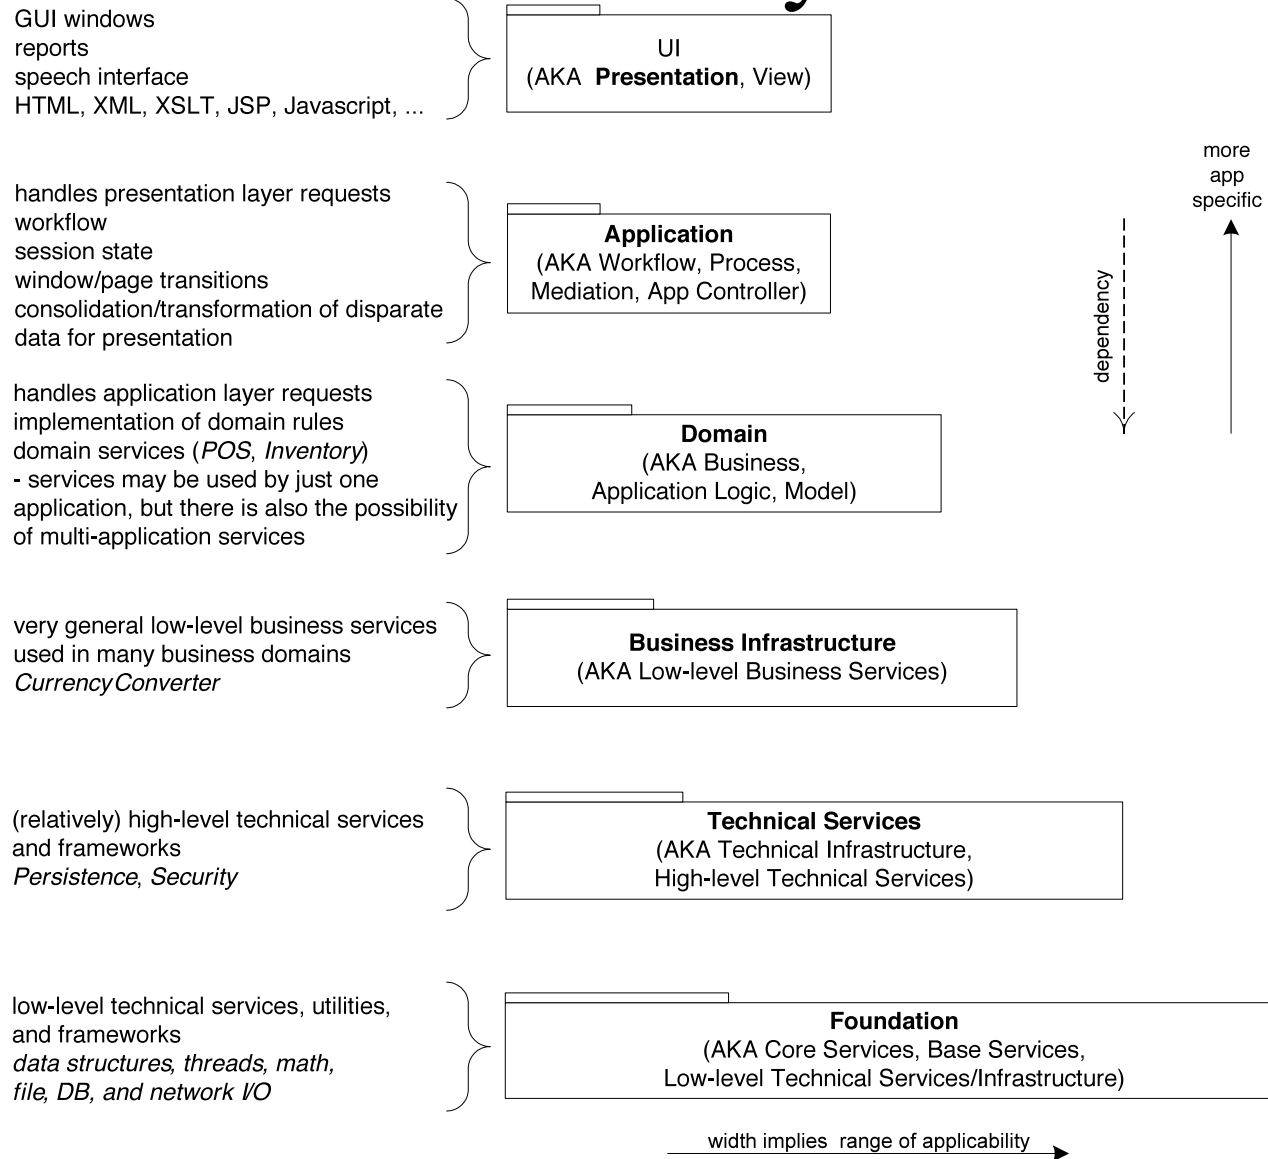 GUI windows
reports
speech interface
HTML, XML, XSLT, JSP, Javascript, ...
UI
(AKA Presentation, View)
more
app
specific
handles presentation layer requests
workflow
session state
window/page transitions
consolidation/transformation of disparate
data for presentation
Application
(AKA Workflow, Process,
Mediation, App Controller)
dependency
handles application layer requests
implementation of domain rules
domain services (POS, Inventory)
- services may be used by just one
application, but there is also the possibility
of multi-application services
Domain
(AKA Business,
Application Logic, Model)
very general low-level business services
used in many business domains
CurrencyConverter
Business Infrastructure
(AKA Low-level Business Services)
(relatively) high-level technical services
and frameworks
Persistence, Security
Technical Services
(AKA Technical Infrastructure,
High-level Technical Services)
low-level technical services, utilities,
and frameworks
data structures, threads, math,
file, DB, and network I/O
Foundation
(AKA Core Services, Base Services,
Low-level Technical Services/Infrastructure)
width implies range of applicability